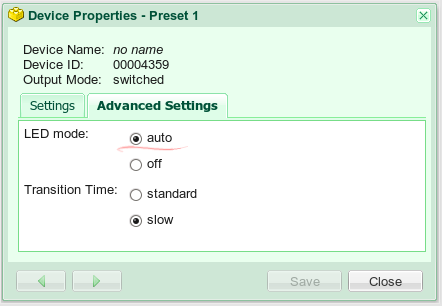 Device Properties - Preset 1
Device Name: no name
Device ID: 00004359
Output Mode: switched
Settings Advanced Settings
LED mode: auto
off
Transition Time: standard
slow
Save Close